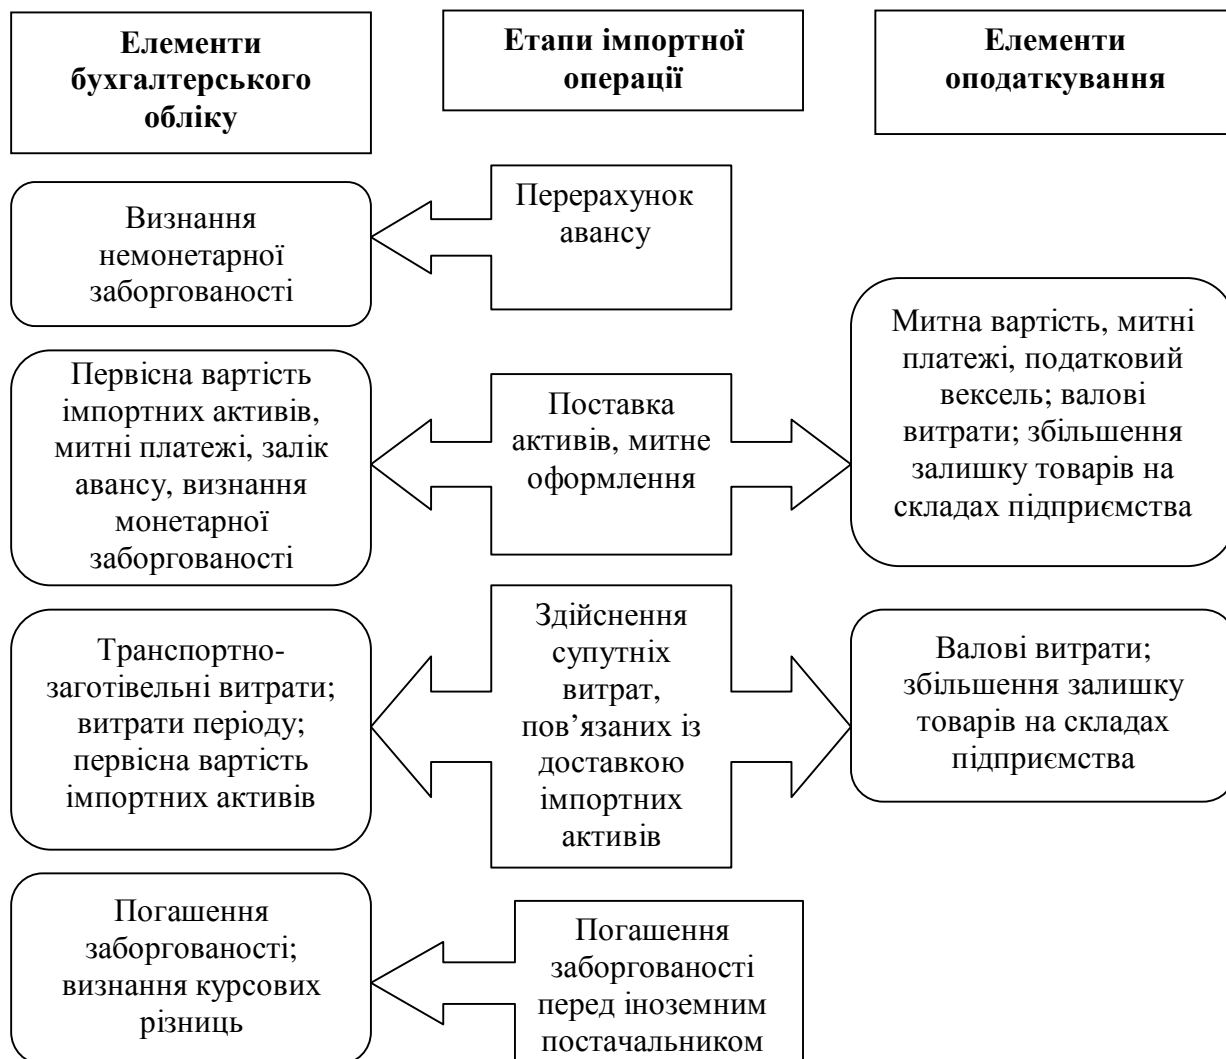 Елементи
бухгалтерського
обліку
Етапи імпортної
операції
Елементи
оподаткування
Визнання
немонетарної
заборгованості
Перерахунок
авансу
Первісна вартість
імпортних активів,
митні платежі, залік
авансу, визнання
монетарної
заборгованості
Поставка
активів, митне
оформлення
Митна вартість, митні
платежі, податковий
вексель; валові
витрати; збільшення
залишку товарів на
складах підприємства
Транспортно-
заготівельні витрати;
витрати періоду;
первісна вартість
імпортних активів
Здійснення
супутніх
витрат,
пов’язаних із
доставкою
імпортних
активів
Валові витрати;
збільшення залишку
товарів на складах
підприємства
Погашення
заборгованості;
визнання курсових
різниць
Погашення
заборгованості
перед іноземним
постачальником